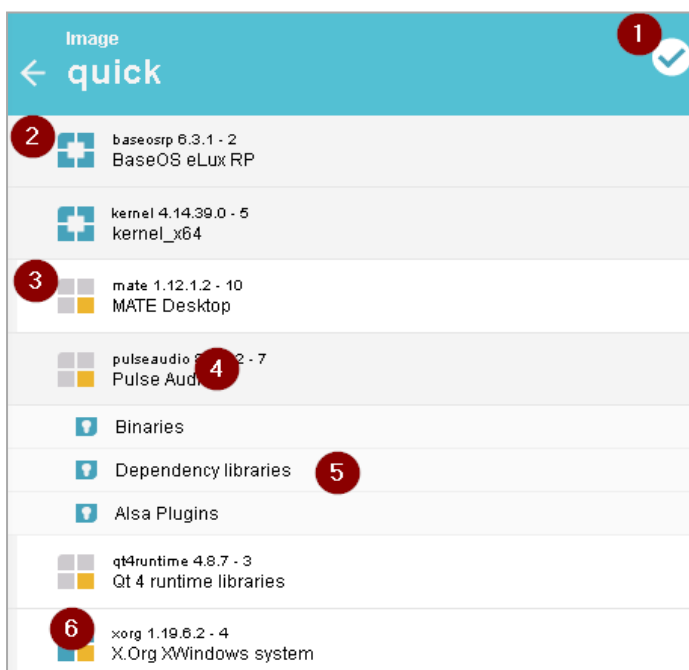 Image
1
quick
2
baseosrp 6.3.1 - 2
BaseOS eLux RP
kernel 4.14.39.0 - 5
kernel_x64
3
mate 1.12.1.2 - 10
MATE Desktop
pulseaudio 2 - 7
4
Pulse Aud
Binaries
Dependency libraries
5
Alsa Plugins
qt4runtime 4.8.7 - 3
Qt 4 runtime libraries
6
xorg 1.19.6.2 - 4
X.Org XWindows system